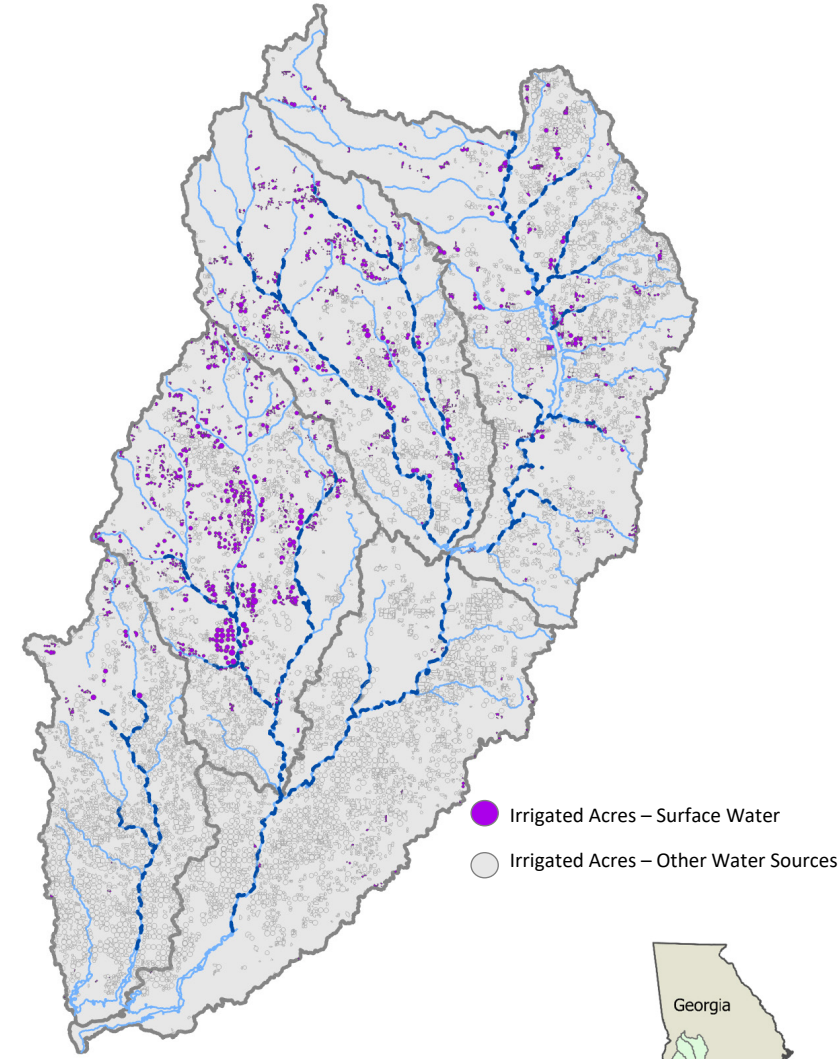 Irrigated Acres – Surface Water
Irrigated Acres – Other Water Sources
Georgia